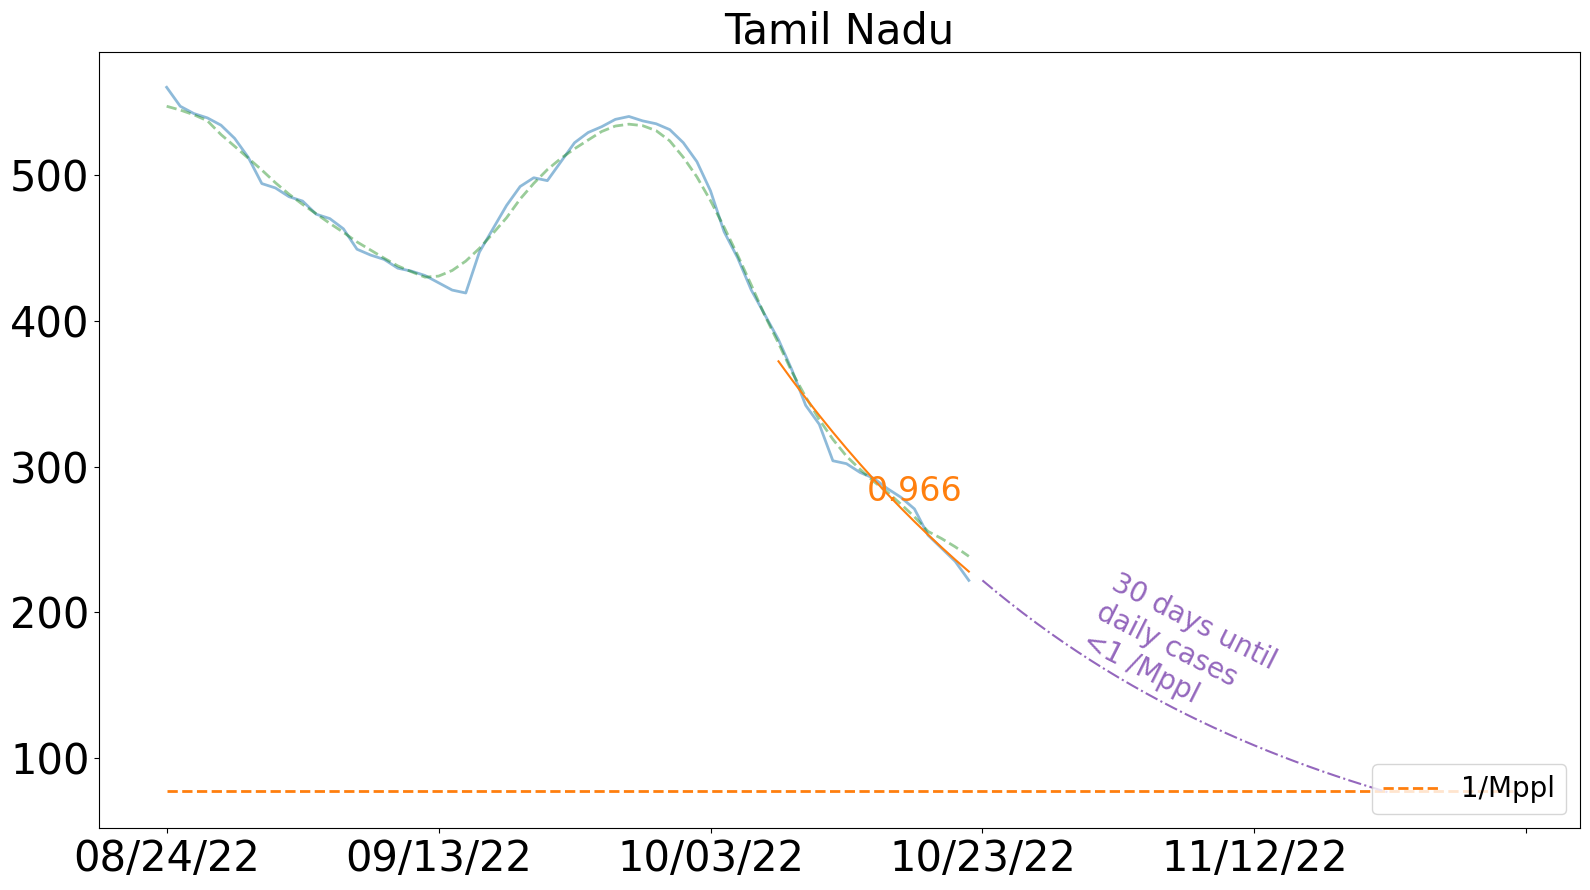 Tamil Nadu
500
400
300
200
100
0.966
30 days until
daily cases
<1 /Mppl
1/Mppl
08/24/22
09/13/22
10/03/22
10/23/22
11/12/22